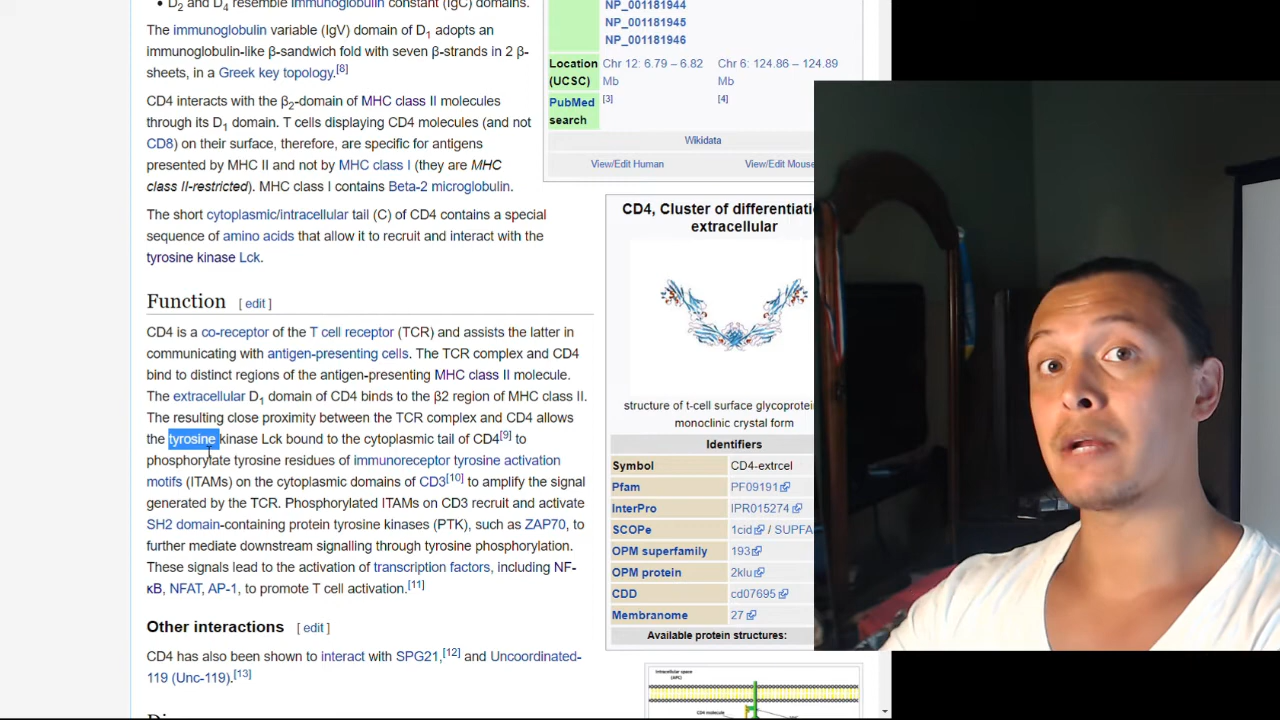 • D2 and D4 resemble immunoglobulin constant (IgC) domains.
The immunoglobulin variable (IgV) domain of D1 adopts an
immunoglobulin-like β-sandwich fold with seven β-strands in 2 β-
sheets, in a Greek key topology.[8]
CD4 interacts with the β2-domain of MHC class II molecules
through its D1 domain. T cells displaying CD4 molecules (and not
CD8) on their surface, therefore, are specific for antigens
presented by MHC II and not by MHC class I (they are MHC
class II-restricted). MHC class I contains Beta-2 microglobulin.
The short cytoplasmic/intracellular tail (C) of CD4 contains a special
sequence of amino acids that allow it to recruit and interact with the
tyrosine kinase Lck.
Function [ edit ]
CD4 is a co-receptor of the T cell receptor (TCR) and assists the latter in
communicating with antigen-presenting cells. The TCR complex and CD4
bind to distinct regions of the antigen-presenting MHC class II molecule.
The extracellular D1 domain of CD4 binds to the β2 region of MHC class II.
The resulting close proximity between the TCR complex and CD4 allows
the tyrosine kinase Lck bound to the cytoplasmic tail of CD4[9] to
phosphorylate tyrosine residues of immunoreceptor tyrosine activation
motifs (ITAMs) on the cytoplasmic domains of CD3[10] to amplify the signal
generated by the TCR. Phosphorylated ITAMs on CD3 recruit and activate
SH2 domain-containing protein tyrosine kinases (PTK), such as ZAP70, to
further mediate downstream signalling through tyrosine phosphorylation.
These signals lead to the activation of transcription factors, including NF-
κB, NFAT, AP-1, to promote T cell activation.[11]
Other interactions [ edit ]
CD4 has also been shown to interact with SPG21,[12] and Uncoordinated-
119 (Unc-119).[13]
NP_001181944
NP_001181945
NP_001181946
Location (UCSC) Chr 12: 6.79 – 6.82 Mb Chr 6: 124.86 – 124.89 Mb
PubMed search [3] [4]
Wikidata
View/Edit Human View/Edit Mouse
CD4, Cluster of differentiati
extracellular
structure of t-cell surface glycoprotein
monoclinic crystal form
Identifiers
Symbol CD4-extrcel
Pfam PF09191
InterPro IPR015274
SCOPe 1cid / SUPFA
OPM superfamily 193
OPM protein 2klu
CDD cd07695
Membranome 27
Available protein structures:
Intracellular space
(APC)
CD4 molecule